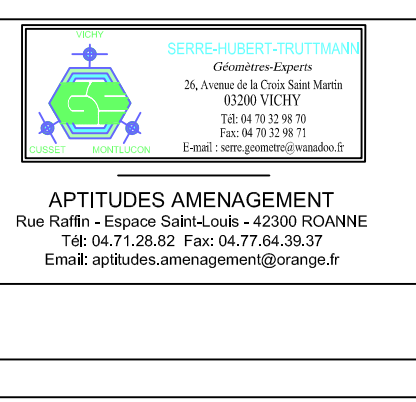 VICHY
CUSSET
MONTLUCON
SERRE-HUBERT-TRUTTMANN
Géomètres-Experts
26, Avenue de la Croix Saint Martin
03200 VICHY
Tél: 04 70 32 98 70
Fax: 04 70 32 98 71
E-mail : serre.geometre@wanadoo.fr
APTITUDES AMENAGEMENT
Rue Raffin - Espace Saint-Louis - 42300 ROANNE
Tél: 04.71.28.82 Fax: 04.77.64.39.37
Email: aptitudes.amenagement@orange.fr